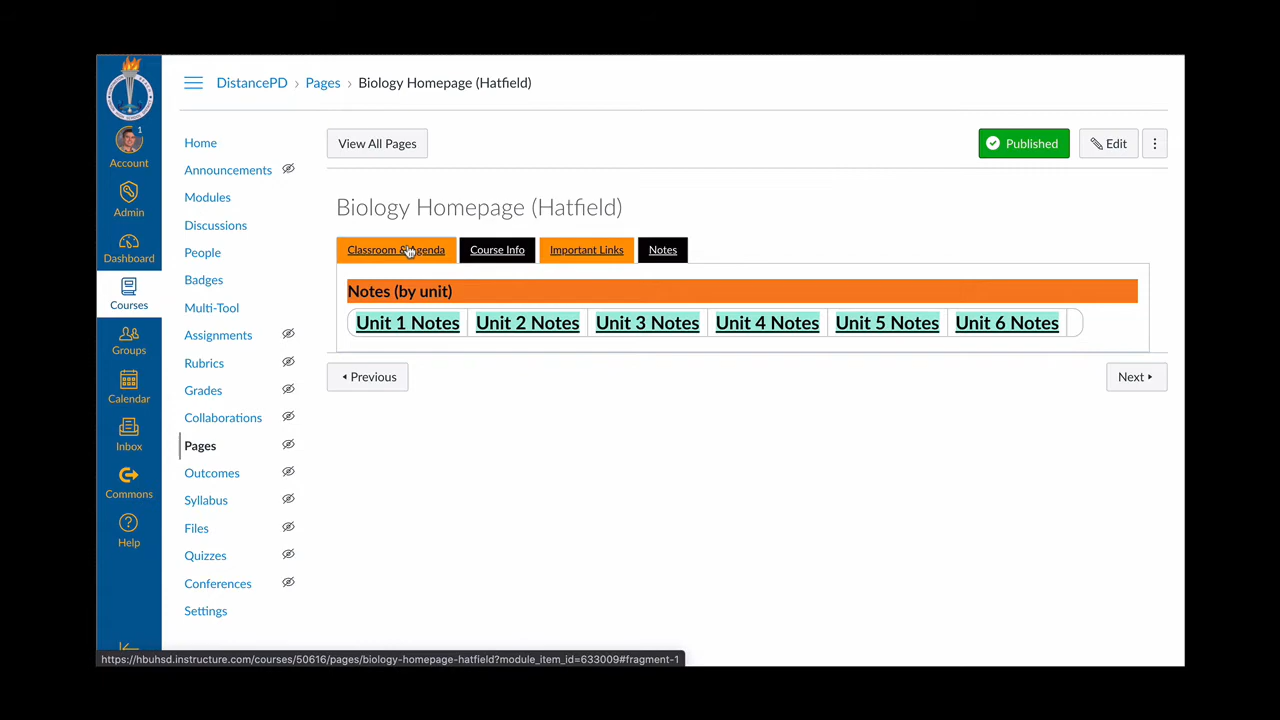 DistancePD › Pages › Biology Homepage (Hatfield)
1
Account
Admin
Dashboard
Courses
Groups
Calendar
Inbox
Commons
Help
Home
Announcements
Modules
Discussions
People
Badges
Multi-Tool
Assignments
Rubrics
Grades
Collaborations
Pages
Outcomes
Syllabus
Files
Quizzes
Conferences
Settings
View All Pages
Published
Edit
Biology Homepage (Hatfield)
Classroom & Agenda Course Info Important Links Notes
Notes (by unit)
Unit 1 Notes Unit 2 Notes Unit 3 Notes Unit 4 Notes Unit 5 Notes Unit 6 Notes
Previous Next
https://hbuhsd.instructure.com/courses/50616/pages/biology-homepage-hatfield?module_item_id=633009#fragment-1